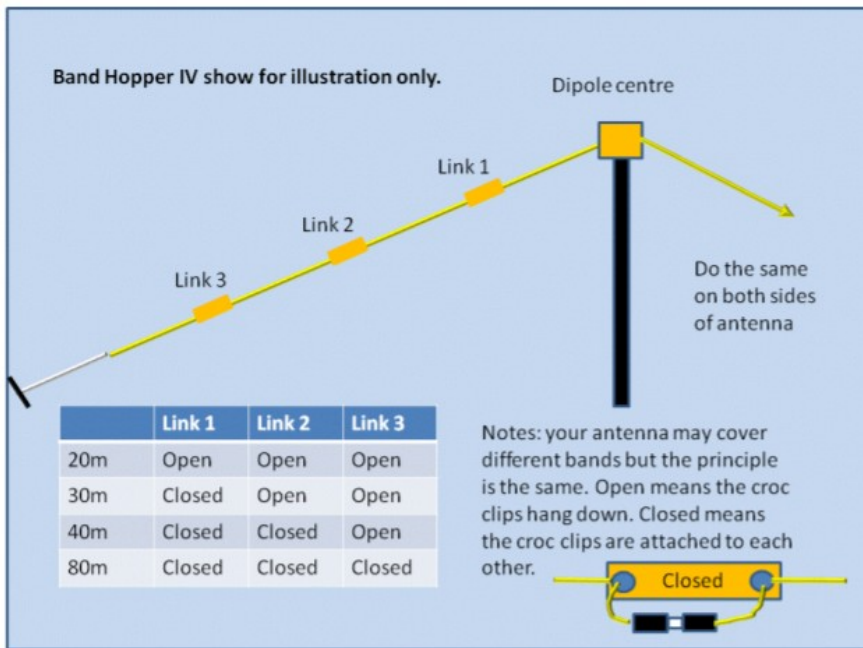 Band Hopper IV show for illustration only.
Dipole centre
Link 1
Link 2
Link 3
Do the same
on both sides
of antenna
Link 1 Link 2 Link 3
20m Open Open Open
30m Closed Open Open
40m Closed Closed Open
80m Closed Closed Closed
Notes: your antenna may cover
different bands but the principle
is the same. Open means the croc
clips hang down. Closed means
the croc clips are attached to each
other.
Closed